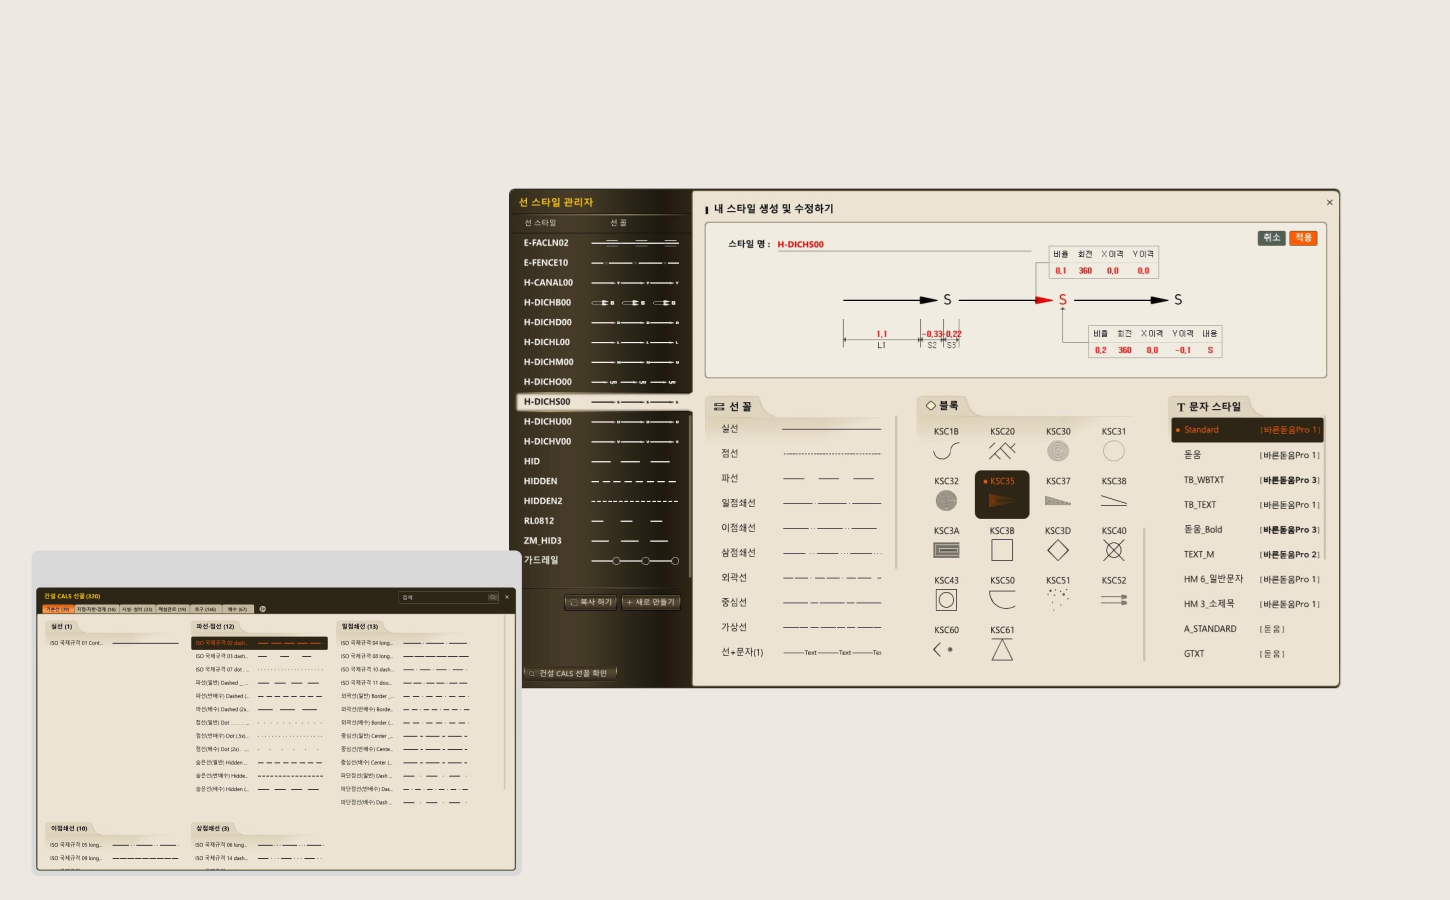 선 스타일 관리자
선 스타일 선 꼴
E-FACLN02
E-FENCE10
H-CANAL00
H-DICHB00
H-DICHD00
H-DICHL00
H-DICHM00
H-DICHO00
H-DICHS00
H-DICHU00
H-DICHV00
HID
HIDDEN
HIDDEN2
RL0812
ZM_HID3
가드레일
복사 하기 + 새로 만들기
건설 CALS 선꼴 확인
내 스타일 생성 및 수정하기
취소 적용
스타일 명 : H-DICHS00
비율 회전 X이격 Y이격
0,1 360 0,0 0,0
S S S
1,1 -0,33 -0,22
L1 S2 S3
비율 회전 X이격 Y이격 내용
0,2 360 0,0 -0,1 S
선 꼴
실선
점선
파선
일점쇄선
이점쇄선
삼점쇄선
외곽선
중심선
가상선
선+문자(1) Text Text Te
블록
KSC1B KSC20 KSC30 KSC31
KSC32 KSC35 KSC37 KSC38
KSC3A KSC3B KSC3D KSC40
KSC43 KSC50 KSC51 KSC52
KSC60 KSC61
T 문자 스타일
Standard [바른돋움Pro 1]
돋움 [바른돋움Pro 1]
TB_WBTXT [바른돋움Pro 3]
TB_TEXT [바른돋움Pro 1]
돋움_Bold [바른돋움Pro 3]
TEXT_M [바른돋움Pro 2]
HM 6_일반문자 [바른돋움Pro 1]
HM 3_소제목 [바른돋움Pro 1]
A_STANDARD [돋움]
GTXT [돋움]
건설 CALS 선꼴 (320)
검색
실선 (1)
ISO 국제규격 01 Cont...
파선·점선 (12)
ISO 국제규격 02 dash...
ISO 국제규격 03 dash...
ISO 국제규격 07 dot ...
파선(일반) Dashed _ ...
파선(반배수) Dashed (...
파선(배수) Dashed (2x...
점선(일반) Dot . . . . . ...
점선(반배수) Dot (.5x)...
점선(배수) Dot (2x) . ...
숨은선(일반) Hidden ...
숨은선(반배수) Hidde...
숨은선(배수) Hidden (...
일점쇄선 (13)
ISO 국제규격 04 long...
ISO 국제규격 08 long...
ISO 국제규격 10 dash...
ISO 국제규격 11 dou...
외곽선(일반) Border _...
외곽선(반배수) Borde...
외곽선(배수) Border (...
중심선(일반) Center _...
중심선(반배수) Cente...
중심선(배수) Center (...
파단점선(일반) Dash ...
파단점선(반배수) Das...
파단점선(배수) Dash ...
이점쇄선 (10)
ISO 국제규격 05 long...
ISO 국제규격 09 long...
삼점쇄선 (3)
ISO 국제규격 06 long...
ISO 국제규격 14 dash...